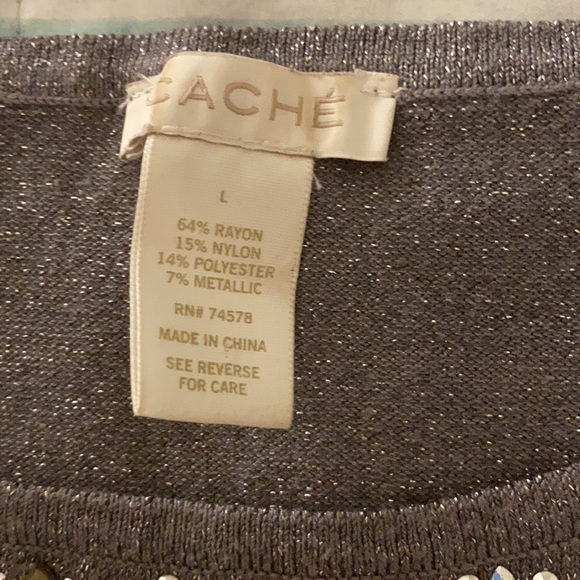 CACHÉ
L
64% RAYON
15% NYLON
14% POLYESTER
7% METALLIC
RN# 74578
MADE IN CHINA
SEE REVERSE
FOR CARE